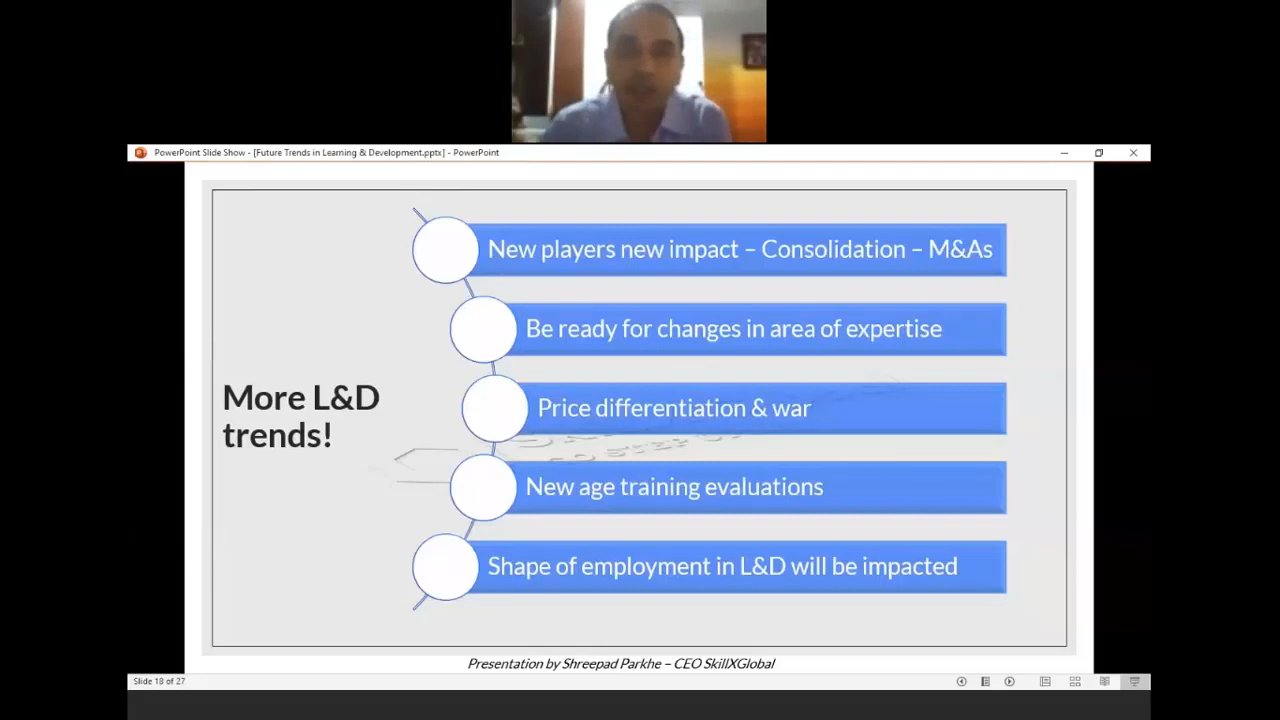 PowerPoint Slide Show - [Future Trends in Learning & Development.pptx] - PowerPoint
New players new impact – Consolidation – M&As
Be ready for changes in area of expertise
More L&D
trends!
Price differentiation & war
New age training evaluations
Shape of employment in L&D will be impacted
Presentation by Shreepad Parkhe – CEO SkillXGlobal
Slide 18 of 27